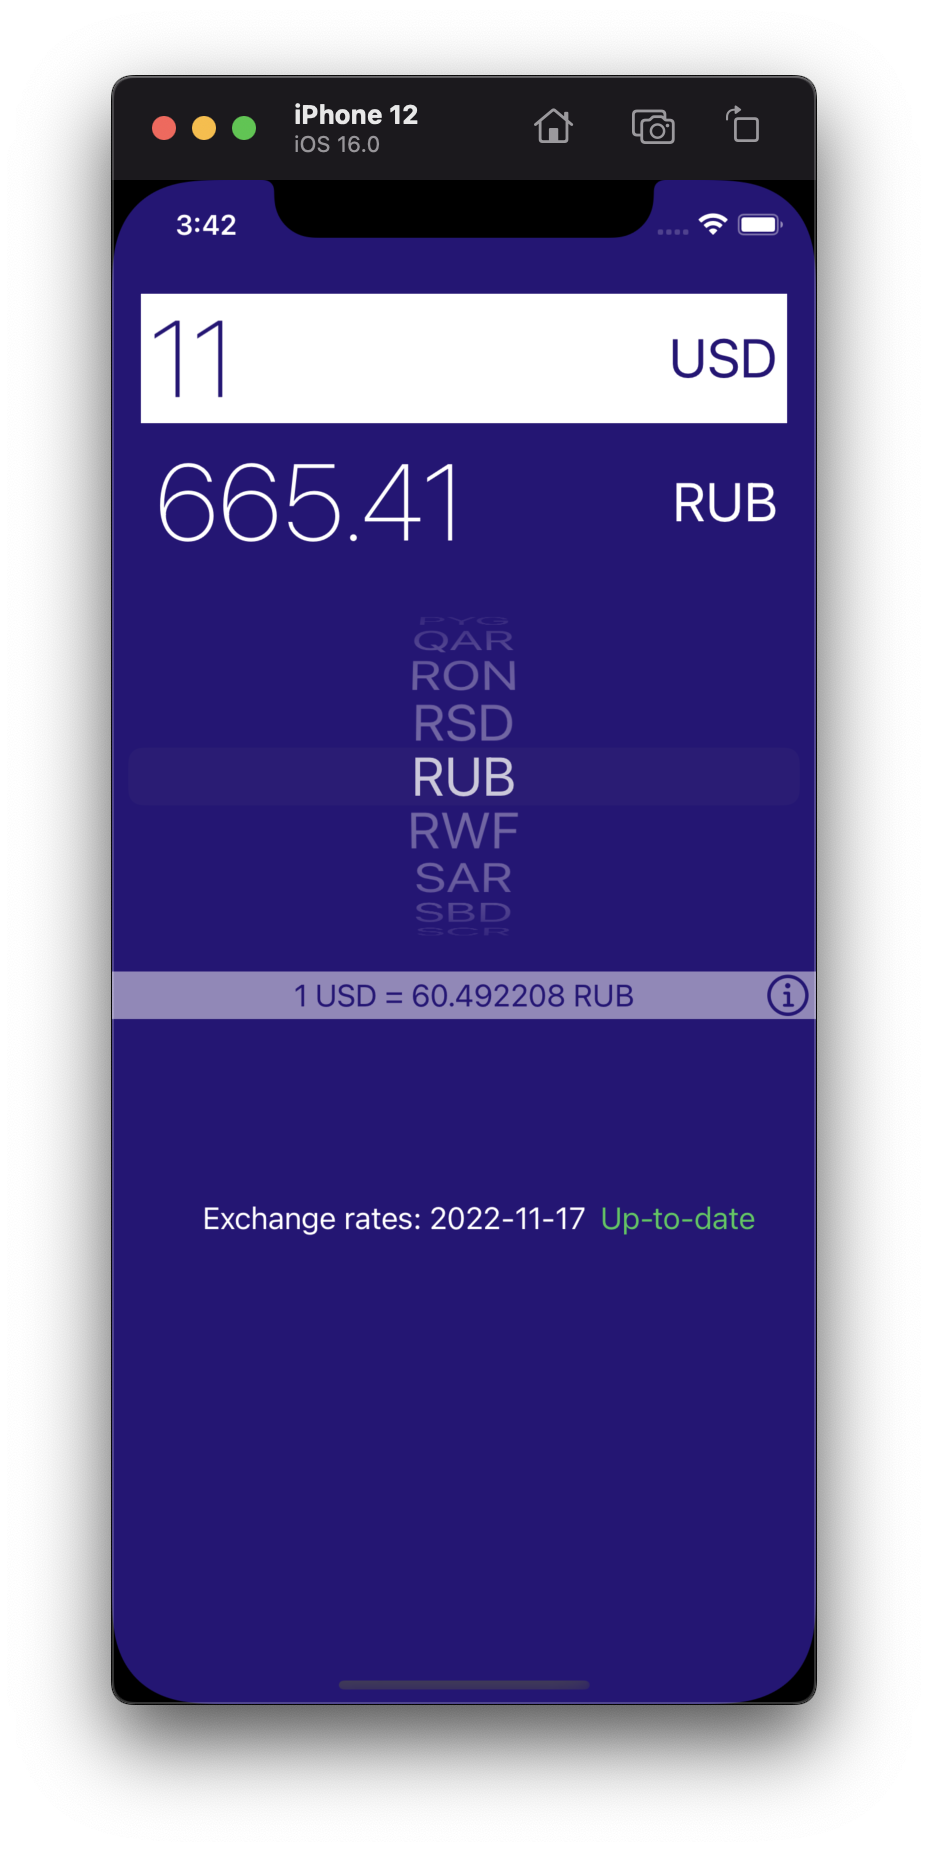 iPhone 12
iOS 16.0
3:42
11 USD
665.41 RUB
PYG
QAR
RON
RSD
RUB
RWF
SAR
SBD
SCR
1 USD = 60.492208 RUB
Exchange rates: 2022-11-17 Up-to-date